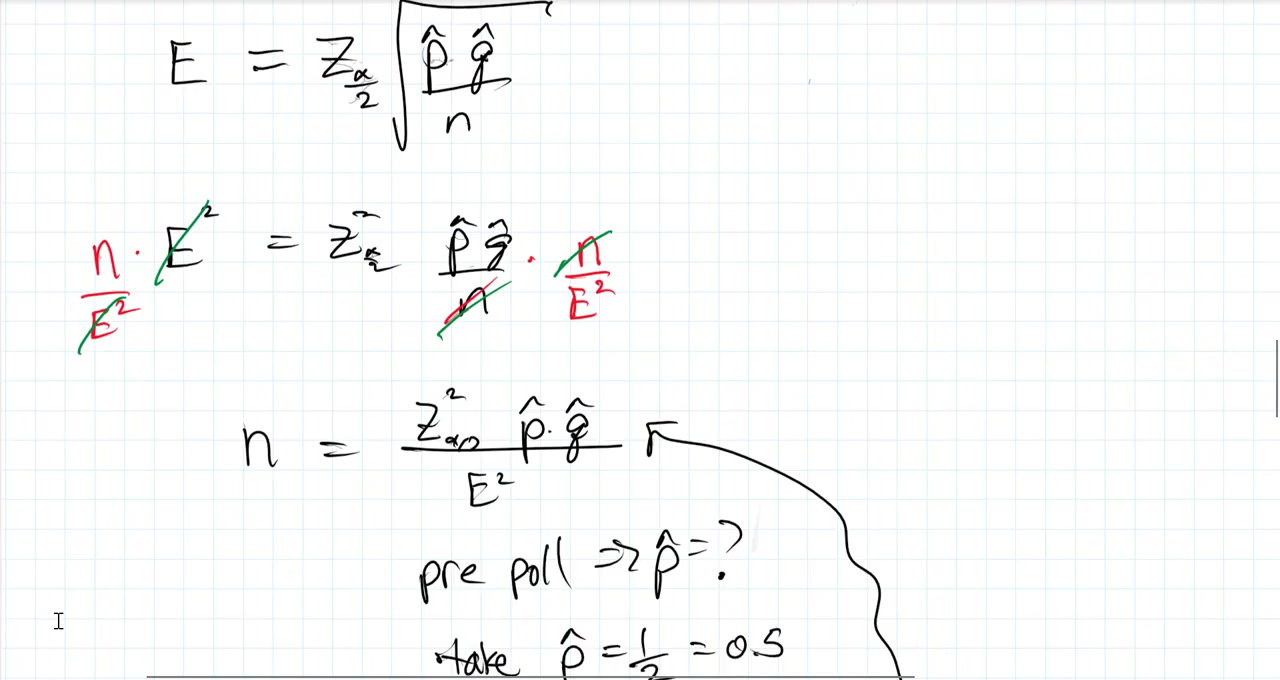 E = Z_{α/2} √(p̂ q̂ / n)
n/E² · E² = Z²_{α/2} p̂ q̂ / n · n/E²
n = Z²_{α/2} p̂ · q̂ / E²
pre poll ⇒ p̂ = ?
take p̂ = 1/2 = 0.5